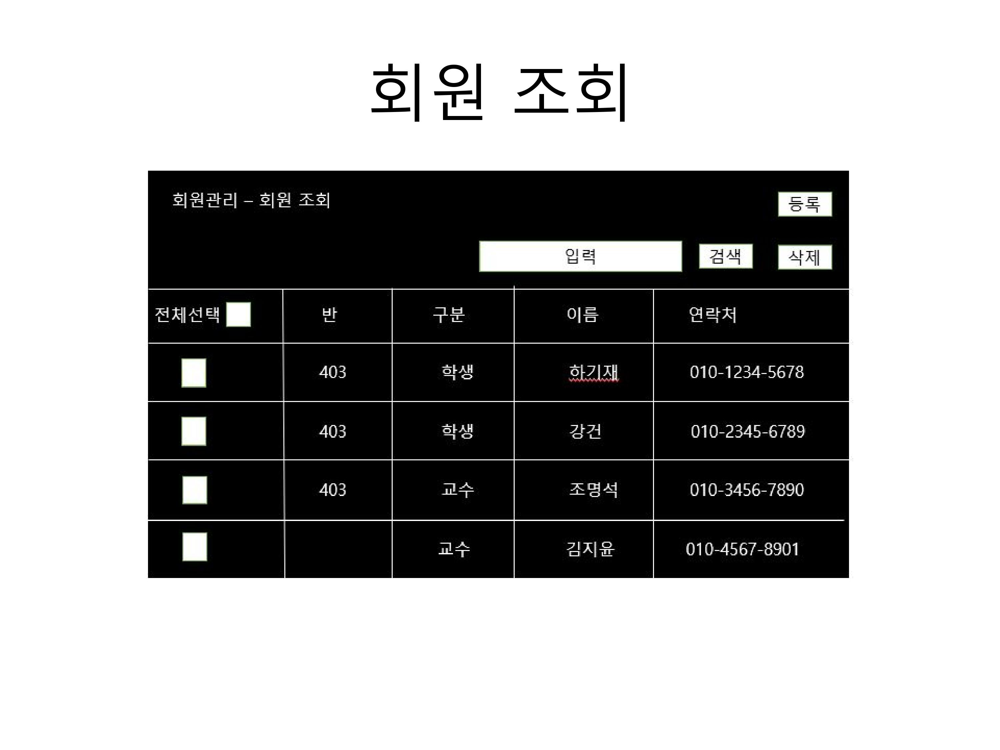 회원 조회
회원관리 – 회원 조회
등록
입력 검색 삭제
전체선택 반 구분 이름 연락처
403 학생 하기재 010-1234-5678
403 학생 강건 010-2345-6789
403 교수 조명석 010-3456-7890
교수 김지윤 010-4567-8901